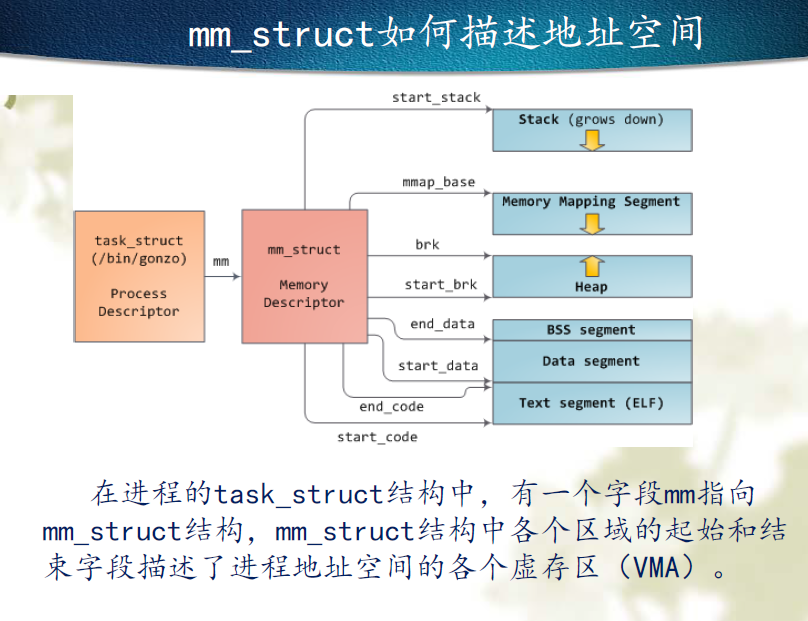 mm_struct如何描述地址空间
start_stack
Stack (grows down)
mmap_base
Memory Mapping Segment
task_struct
(/bin/gonzo)
Process
Descriptor
mm
mm_struct
Memory
Descriptor
brk
start_brk
Heap
end_data
BSS segment
start_data
Data segment
end_code
Text segment (ELF)
start_code
在进程的task_struct结构中，有一个字段mm指向
mm_struct结构，mm_struct结构中各个区域的起始和结
束字段描述了进程地址空间的各个虚存区（VMA）。